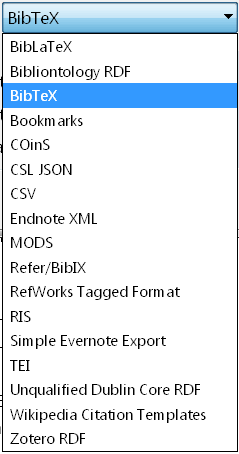 BibTeX
BibLaTeX
Bibliontology RDF
BibTeX
Bookmarks
COinS
CSL JSON
CSV
Endnote XML
MODS
Refer/BibIX
RefWorks Tagged Format
RIS
Simple Evernote Export
TEI
Unqualified Dublin Core RDF
Wikipedia Citation Templates
Zotero RDF